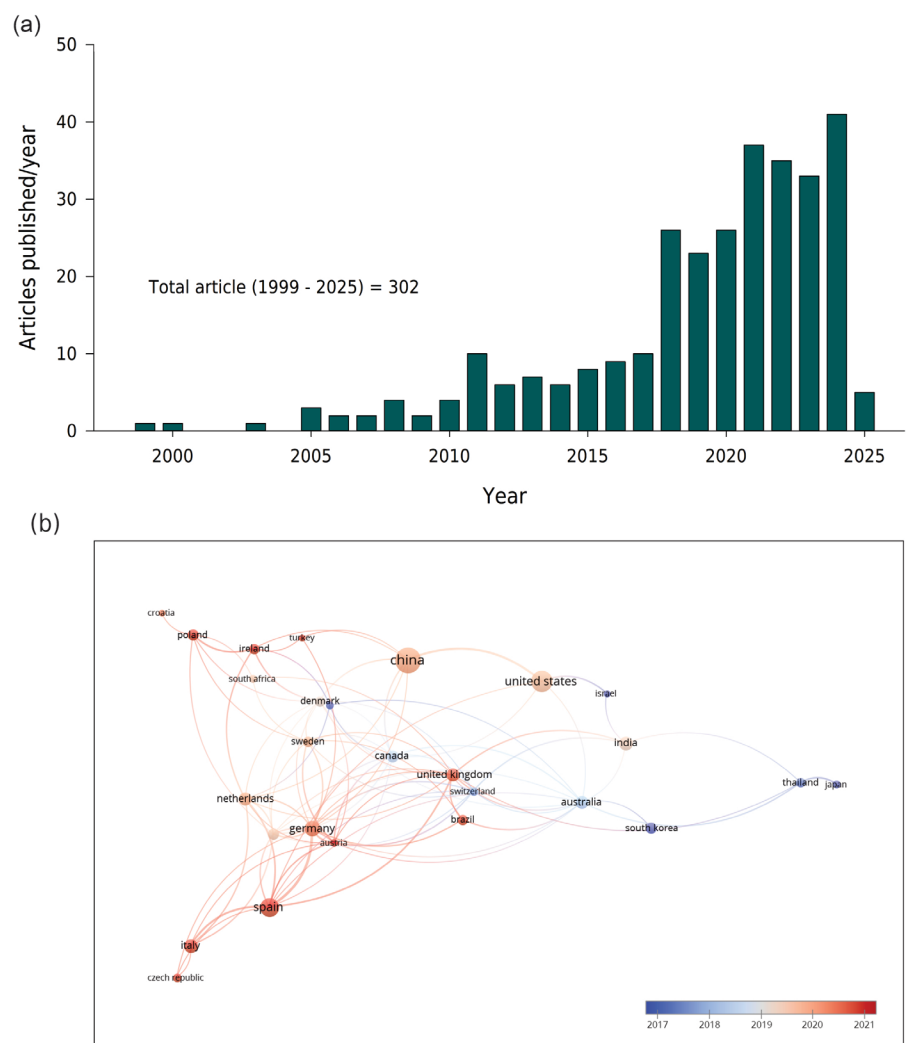 (a)
50
40
30
20
10
0
Articles published/year
Total article (1999 - 2025) = 302
2000 2005 2010 2015 2020 2025
Year
(b)
croatia
poland
turkey
ireland
china
south africa
united states
israel
denmark
sweden
india
canada
united kingdom
thailand
japan
switzerland
netherlands
australia
brazil
germany
south korea
austria
spain
italy
czech republic
2017 2018 2019 2020 2021